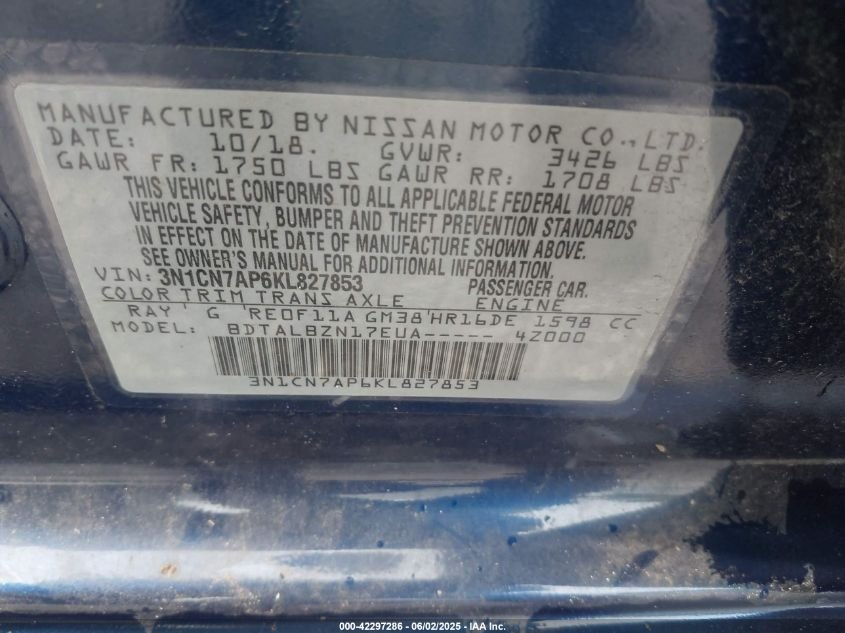 MANUFACTURED BY NISSAN MOTOR CO., LTD.
DATE: 10/18. GVWR: 3426 LBS
GAWR FR: 1750 LBS GAWR RR: 1708 LBS
THIS VEHICLE CONFORMS TO ALL APPLICABLE FEDERAL MOTOR
VEHICLE SAFETY, BUMPER AND THEFT PREVENTION STANDARDS
IN EFFECT ON THE DATE OF MANUFACTURE SHOWN ABOVE.
SEE OWNER'S MANUAL FOR ADDITIONAL INFORMATION.
VIN: 3N1CN7AP6KL827853 PASSENGER CAR.
COLOR TRIM TRANS AXLE ENGINE
RAY G RE0F11A GM38 HR16DE 1598 CC
MODEL: BDTALBZN17EUA----- 4Z000
3N1CN7AP6KL827853
000-42297286 - 06/02/2025 - IAA Inc.